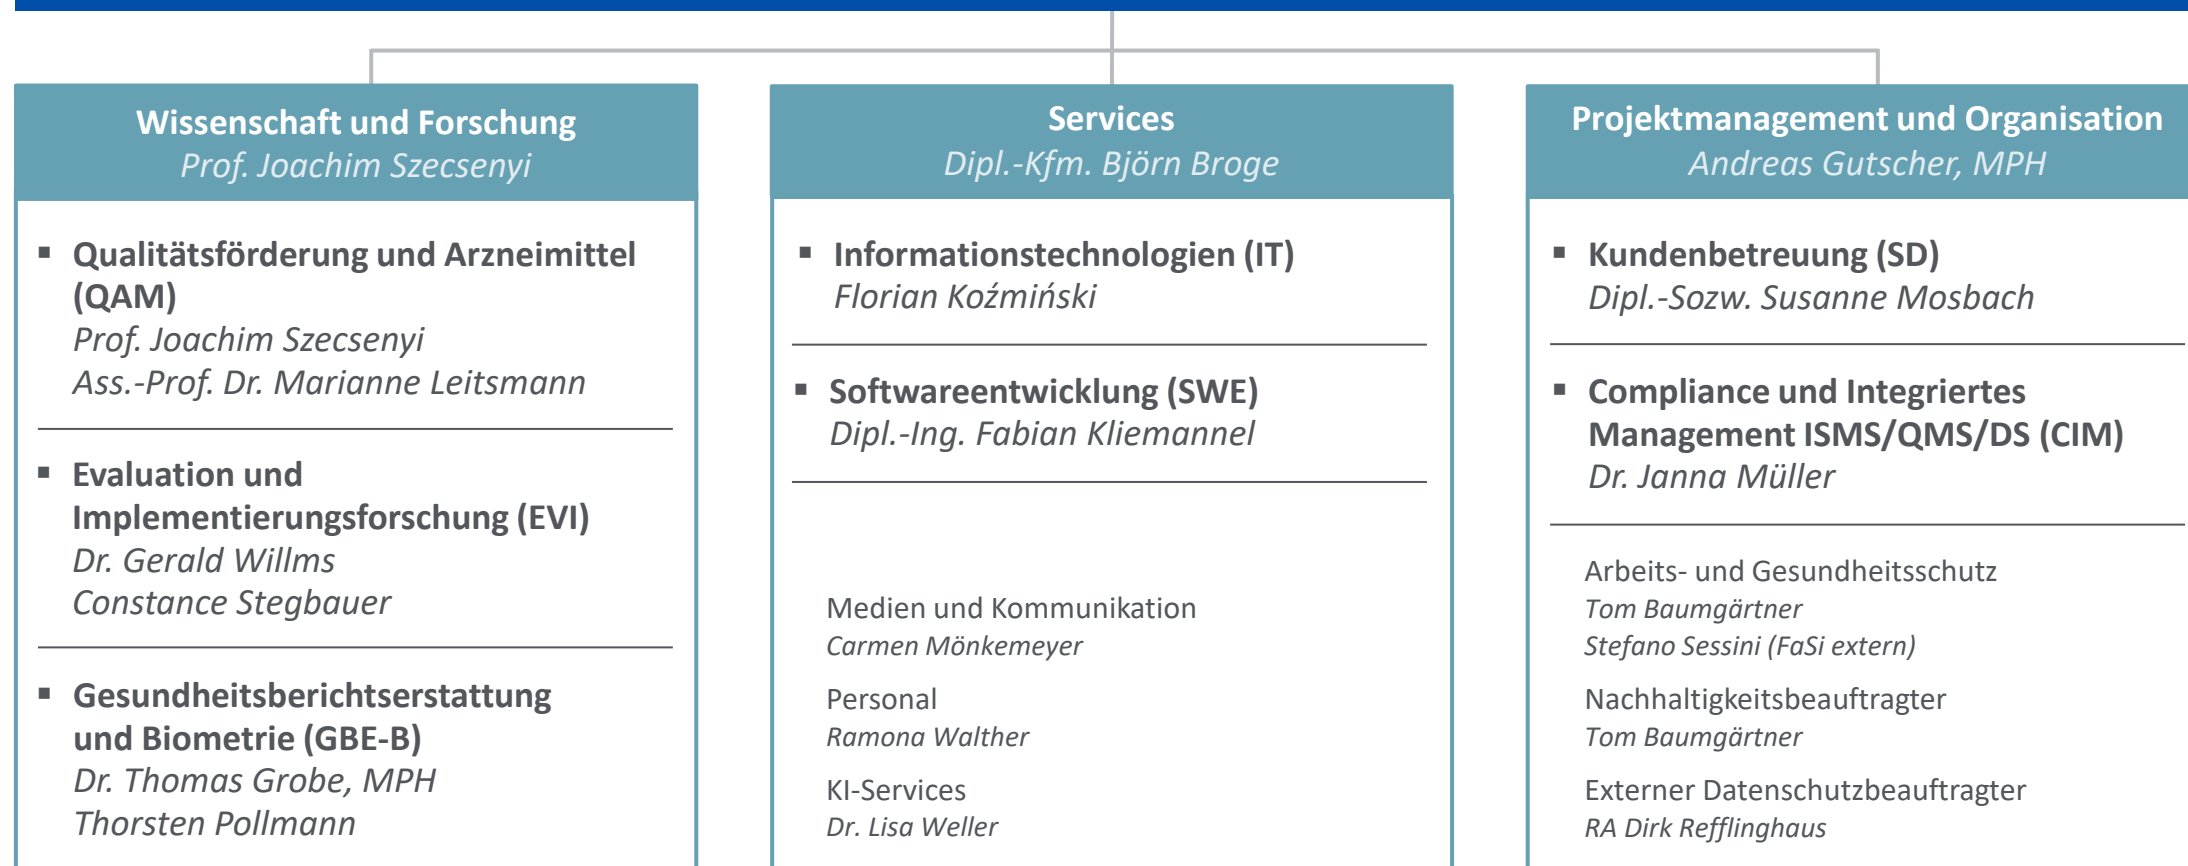 Wissenschaft und Forschung
Prof. Joachim Szecsenyi
▪ Qualitätsförderung und Arzneimittel
(QAM)
Prof. Joachim Szecsenyi
Ass.-Prof. Dr. Marianne Leitsmann
▪ Evaluation und
Implementierungsforschung (EVI)
Dr. Gerald Willms
Constance Stegbauer
▪ Gesundheitsberichtserstattung
und Biometrie (GBE-B)
Dr. Thomas Grobe, MPH
Thorsten Pollmann
Services
Dipl.-Kfm. Björn Broge
▪ Informationstechnologien (IT)
Florian Koźmiński
▪ Softwareentwicklung (SWE)
Dipl.-Ing. Fabian Kliemannel
Medien und Kommunikation
Carmen Mönkemeyer
Personal
Ramona Walther
KI-Services
Dr. Lisa Weller
Projektmanagement und Organisation
Andreas Gutscher, MPH
▪ Kundenbetreuung (SD)
Dipl.-Sozw. Susanne Mosbach
▪ Compliance und Integriertes
Management ISMS/QMS/DS (CIM)
Dr. Janna Müller
Arbeits- und Gesundheitsschutz
Tom Baumgärtner
Stefano Sessini (FaSi extern)
Nachhaltigkeitsbeauftragter
Tom Baumgärtner
Externer Datenschutzbeauftragter
RA Dirk Refflinghaus